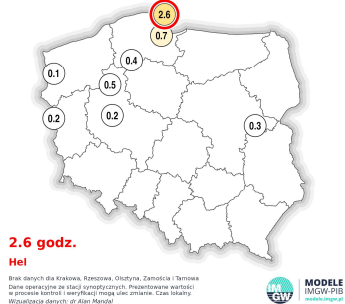 2.6
0.7
0.4
0.1
0.5
0.2
0.2
0.3
2.6 godz.
Hel
Brak danych dla Krakowa, Rzeszowa, Olsztyna, Zamościa i Tarnowa
Dane operacyjne ze stacji synoptycznych. Prezentowane wartości
w procesie kontroli i weryfikacji mogą ulec zmianie. Czas lokalny.
Wizualizacja danych: dr Alan Mandal
IM
GW
MODELE
IMGW-PIB
modele.imgw.pl